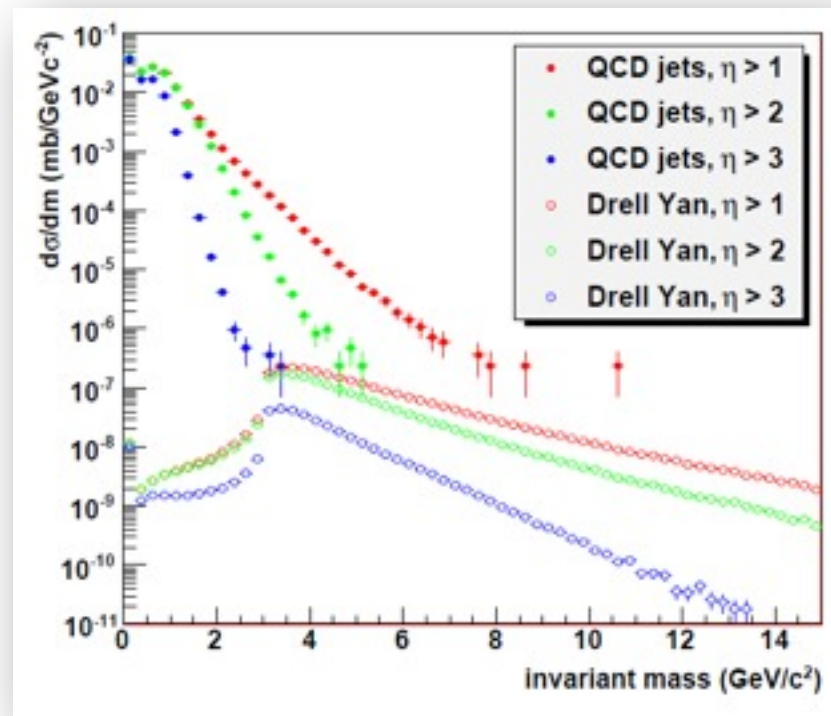 dσ/dm (mb/GeVc⁻²)
10⁻¹
10⁻²
10⁻³
10⁻⁴
10⁻⁵
10⁻⁶
10⁻⁷
10⁻⁸
10⁻⁹
10⁻¹⁰
10⁻¹¹
QCD jets, η > 1
QCD jets, η > 2
QCD jets, η > 3
Drell Yan, η > 1
Drell Yan, η > 2
Drell Yan, η > 3
0 2 4 6 8 10 12 14
invariant mass (GeV/c²)